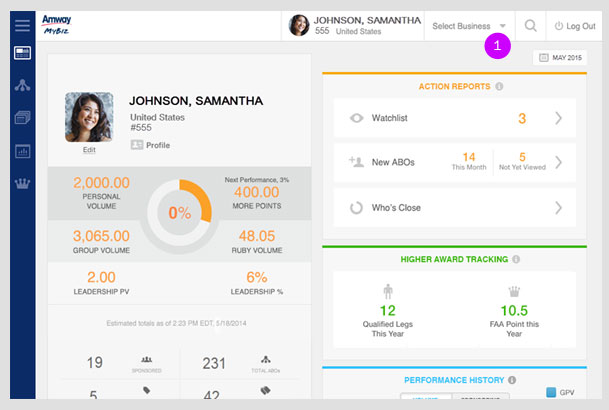 Amway
MYBIZ
JOHNSON, SAMANTHA
555 United States
Select Business
Log Out
1
MAY 2015
JOHNSON, SAMANTHA
United States
#555
Profile
Edit
2,000.00
PERSONAL
VOLUME
0%
Next Performance, 3%
400.00
MORE POINTS
3,065.00
GROUP VOLUME
48.05
RUBY VOLUME
2.00
LEADERSHIP PV
6%
LEADERSHIP %
Estimated totals as of 2:23 PM EDT, 5/18/2014
19
SPONSORED
231
TOTAL ABOs
5
42
ACTION REPORTS
Watchlist
3
New ABOs
14
This Month
5
Not Yet Viewed
Who's Close
HIGHER AWARD TRACKING
12
Qualified Legs
This Year
10.5
FAA Point this
Year
PERFORMANCE HISTORY
GPV